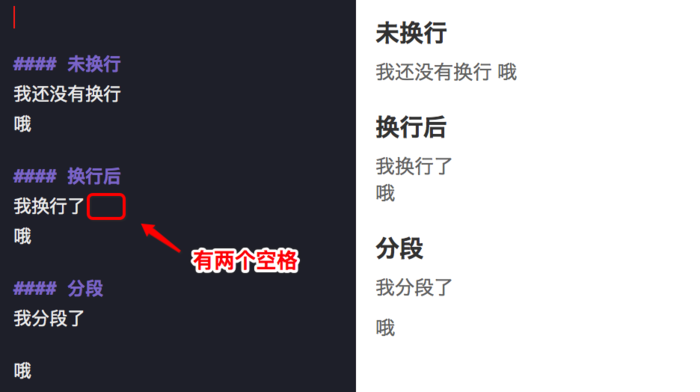 #### 未换行
我还没有换行
哦
#### 换行后
我换行了
哦
有两个空格
#### 分段
我分段了
哦
未换行
我还没有换行 哦
换行后
我换行了
哦
分段
我分段了
哦